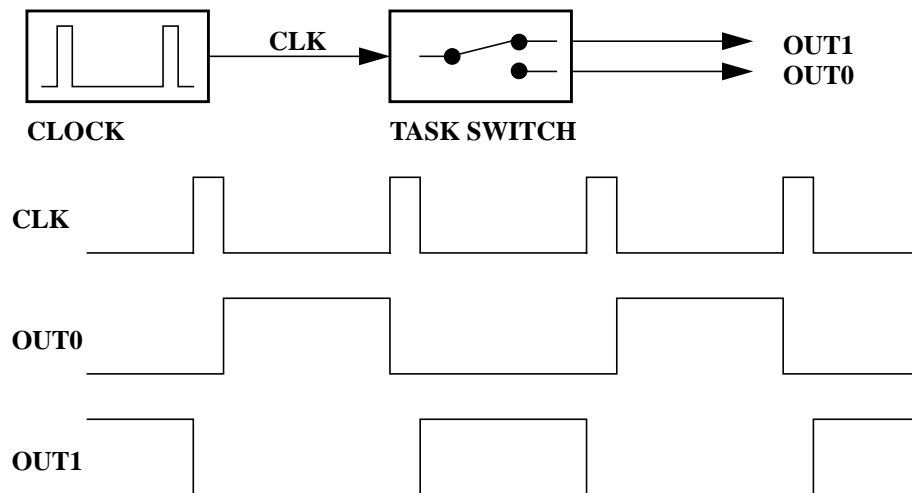 CLK
OUT1
OUT0
CLOCK
TASK SWITCH
CLK
OUT0
OUT1